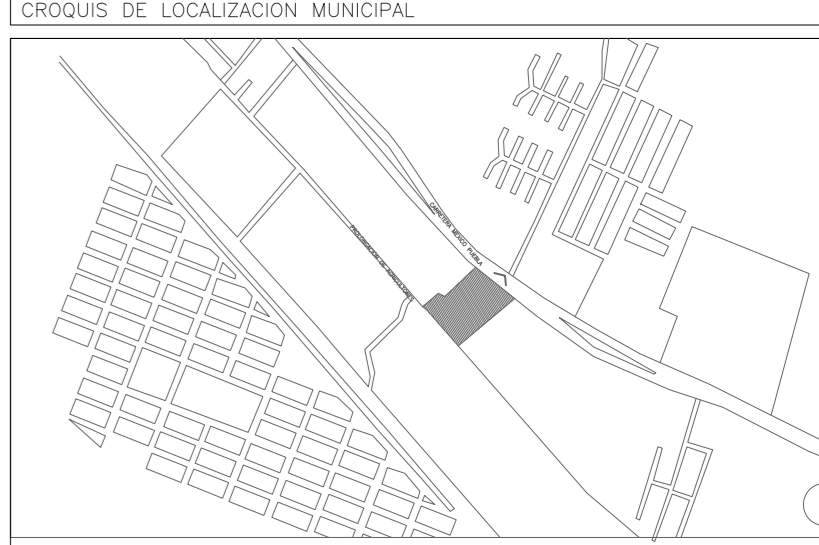 CROQUIS DE LOCALIZACION MUNICIPAL
CARRETERA MEXICO PUEBLA
PROLONGACION DE AGRICULTORES